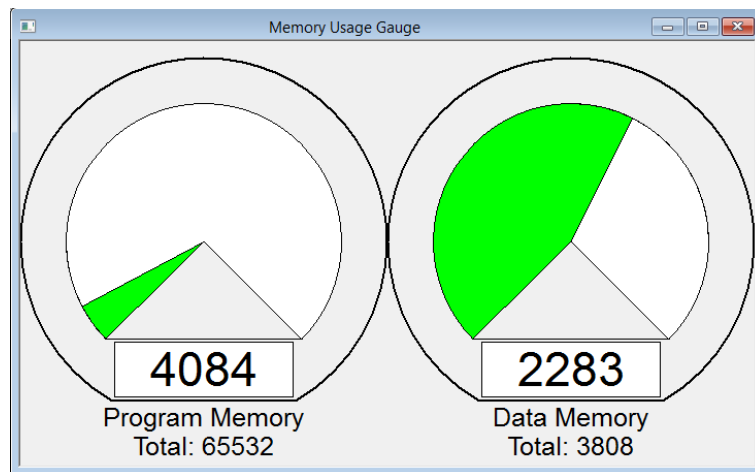 Memory Usage Gauge
4084
Program Memory
Total: 65532
2283
Data Memory
Total: 3808